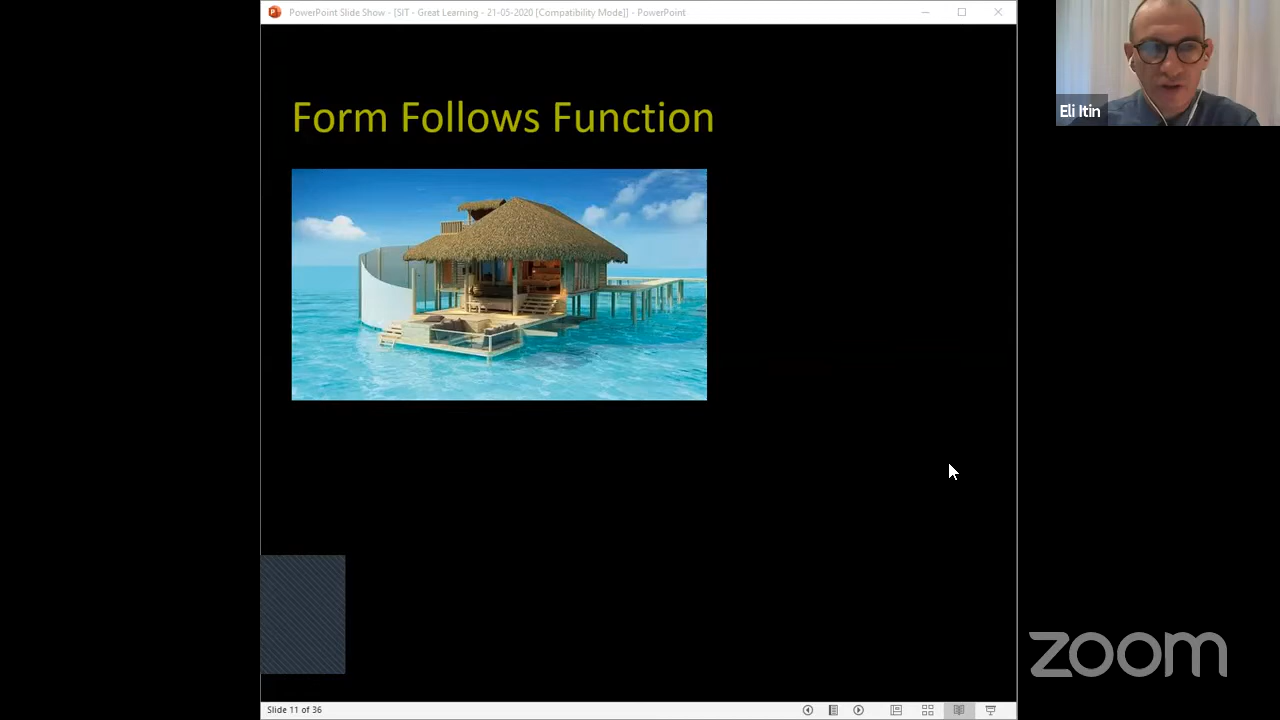 PowerPoint Slide Show - [SIT - Great Learning - 21-05-2020 [Compatibility Mode]] - PowerPoint
Form Follows Function
Eli Itin
zoom
Slide 11 of 36